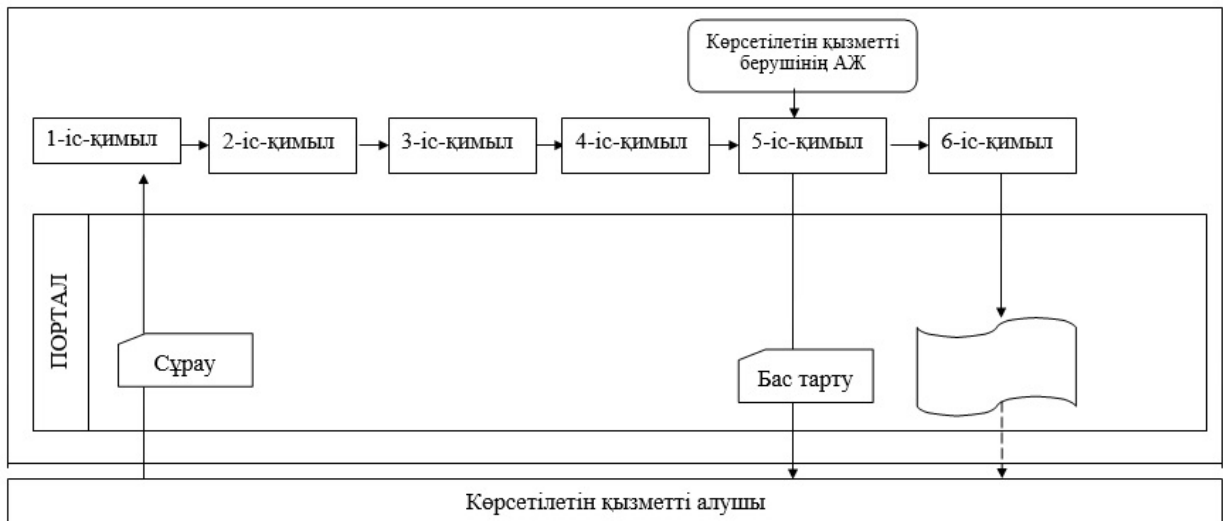 Көрсетілетін қызметті
берушінің АЖ
1-іс-қимыл
2-іс-қимыл
3-іс-қимыл
4-іс-қимыл
5-іс-қимыл
6-іс-қимыл
ПОРТАЛ
Сұрау
Бас тарту
Көрсетілетін қызметті алушы